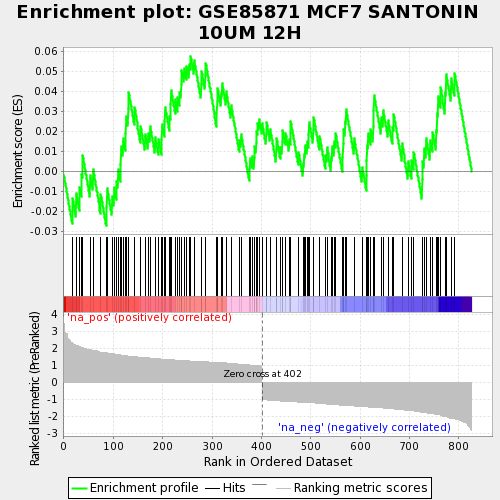 Enrichment plot: GSE85871 MCF7 SANTONIN
10UM 12H
Enrichment score (ES)
0.06
0.05
0.04
0.03
0.02
0.01
0.00
-0.01
-0.02
-0.03
'na_pos' (positively correlated)
Ranked list metric (PreRanked)
4
3
2
1
0
-1
-2
-3
Zero cross at 402
'na_neg' (negatively correlated)
0 100 200 300 400 500 600 700 800
Rank in Ordered Dataset
Enrichment profile Hits Ranking metric scores